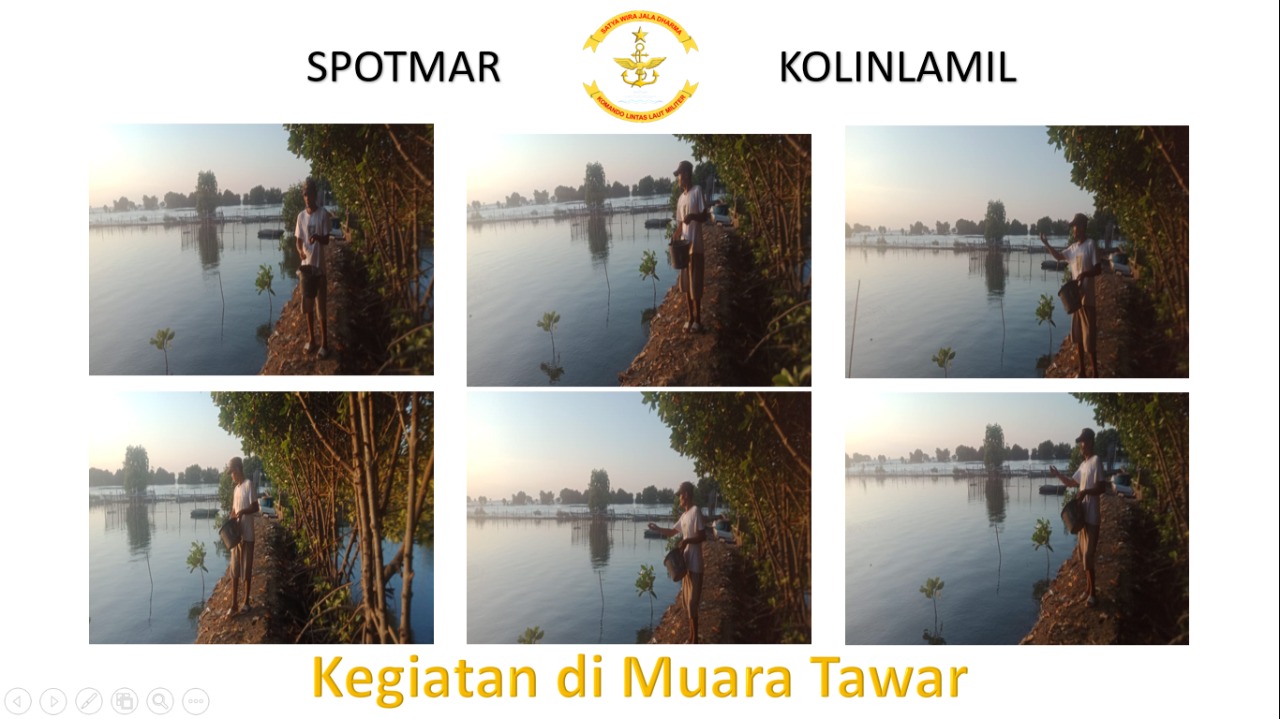 SPOTMAR
SATYA WIRA JALA DHARMA
KOMANDO LINTAS LAUT MILITER
KOLINLAMIL
Kegiatan di Muara Tawar